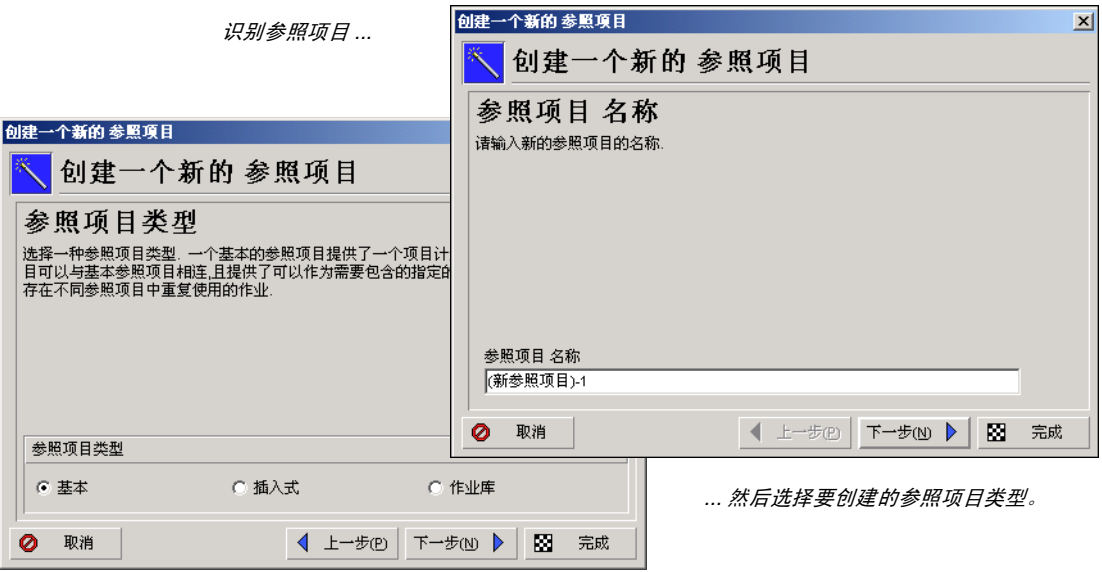 识别参照项目 ...
创建一个新的 参照项目
创建一个新的 参照项目
参照项目 名称
请输入新的参照项目的名称.
参照项目 名称
(新参照项目)-1
取消
上一步(P)
下一步(N)
完成
创建一个新的 参照项目
创建一个新的 参照项目
参照项目类型
选择一种参照项目类型. 一个基本的参照项目提供了一个项目计
目可以与基本参照项目相连,且提供了可以作为需要包含的指定的
存在不同参照项目中重复使用的作业.
参照项目类型
基本
插入式
作业库
取消
上一步(P)
下一步(N)
完成
... 然后选择要创建的参照项目类型。